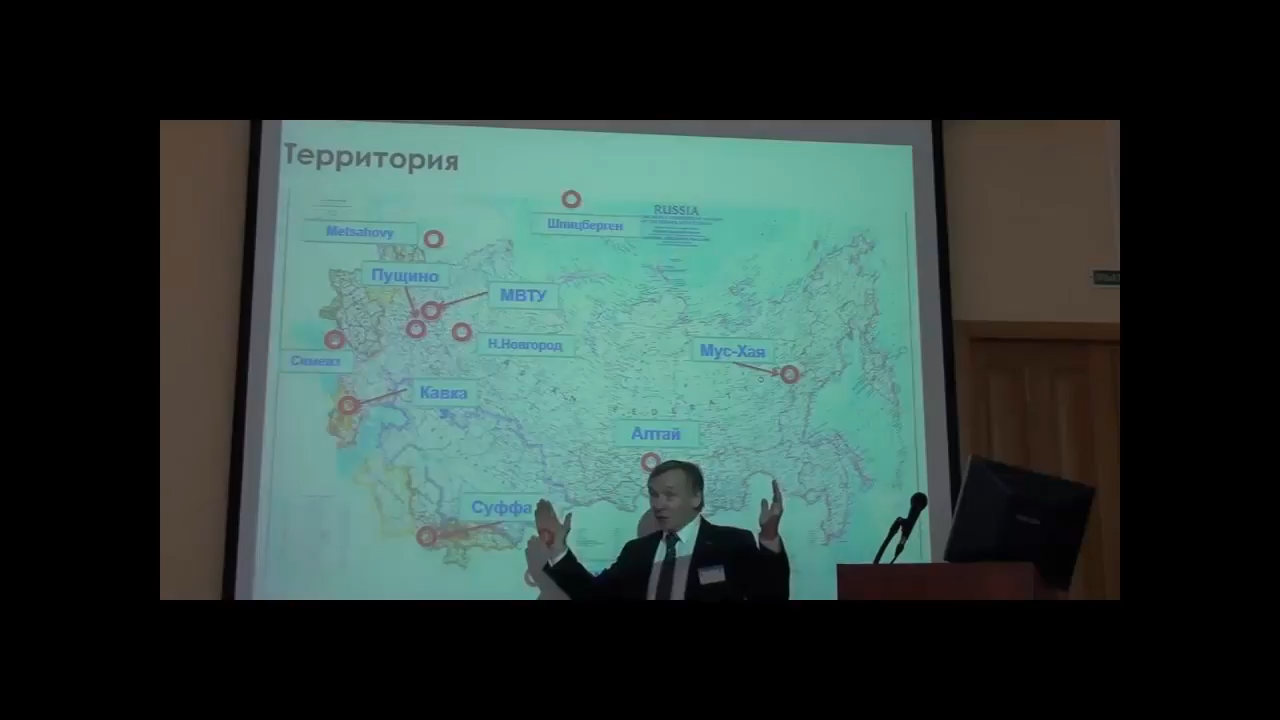 Территория
RUSSIA
Шпицберген
Metsahovy
Пущино
МВТУ
Н.Новгород
Симеиз
Мус-Хая
Кавка
Алтай
Суффа